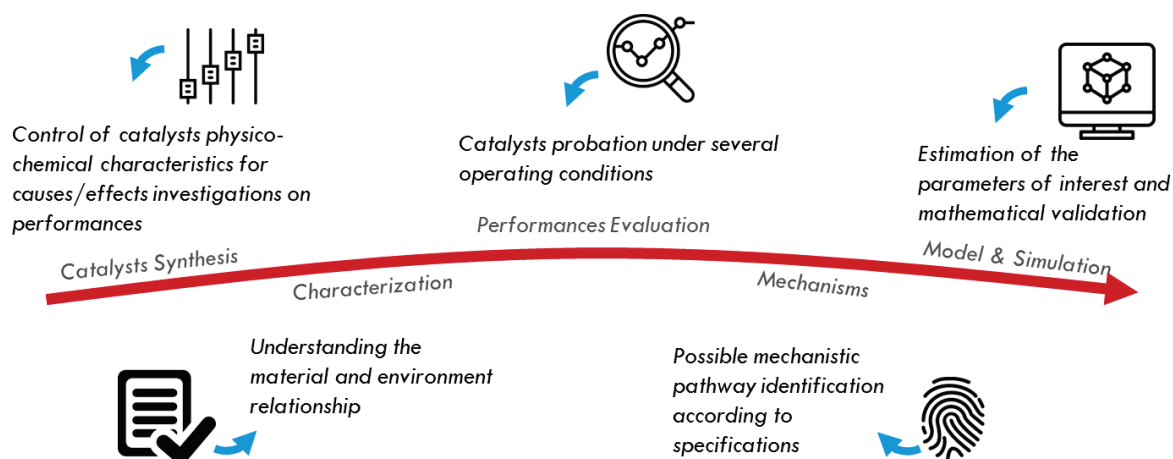 Control of catalysts physico-
chemical characteristics for
causes/effects investigations on
performances
Catalysts Synthesis
Understanding the
material and environment
relationship
Characterization
Catalysts probation under several
operating conditions
Performances Evaluation
Possible mechanistic
pathway identification
according to
specifications
Mechanisms
Estimation of the
parameters of interest and
mathematical validation
Model & Simulation